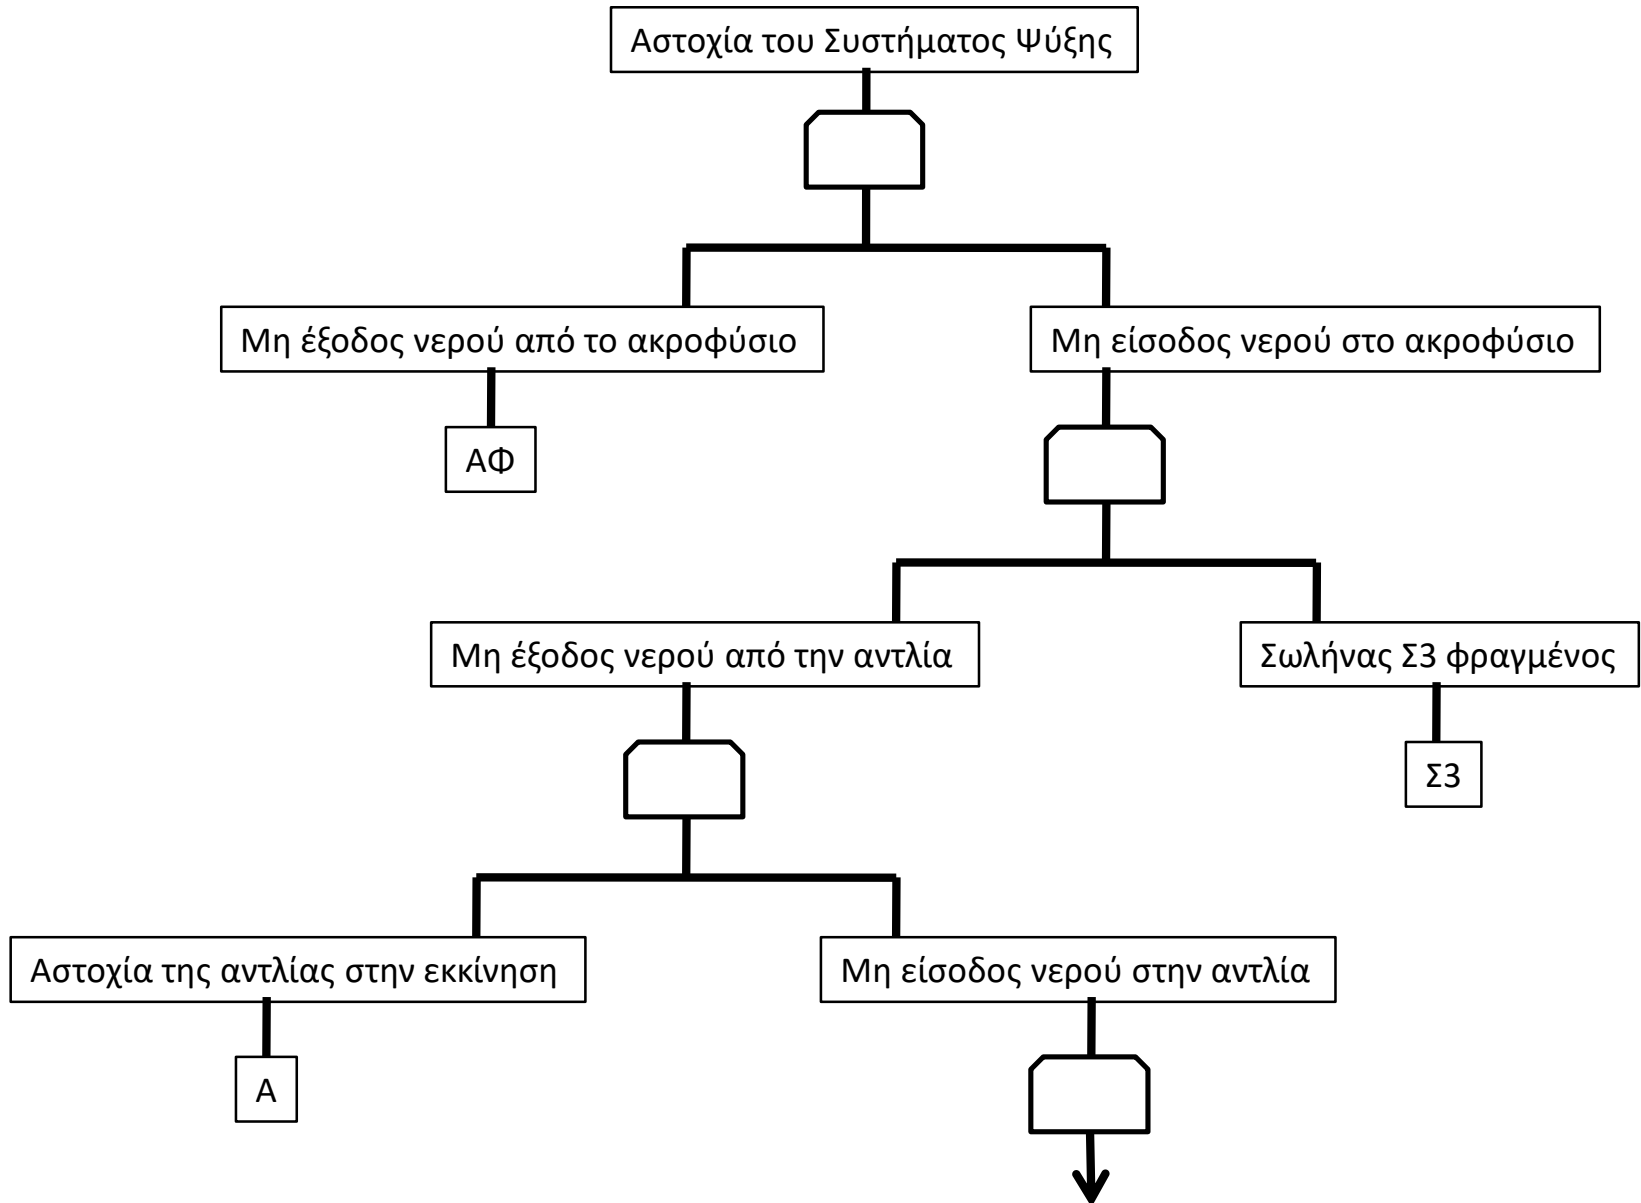 Αστοχία του Συστήματος Ψύξης
Μη έξοδος νερού από το ακροφύσιο
Μη είσοδος νερού στο ακροφύσιο
ΑΦ
Μη έξοδος νερού από την αντλία
Σωλήνας Σ3 φραγμένος
Σ3
Αστοχία της αντλίας στην εκκίνηση
Μη είσοδος νερού στην αντλία
Α